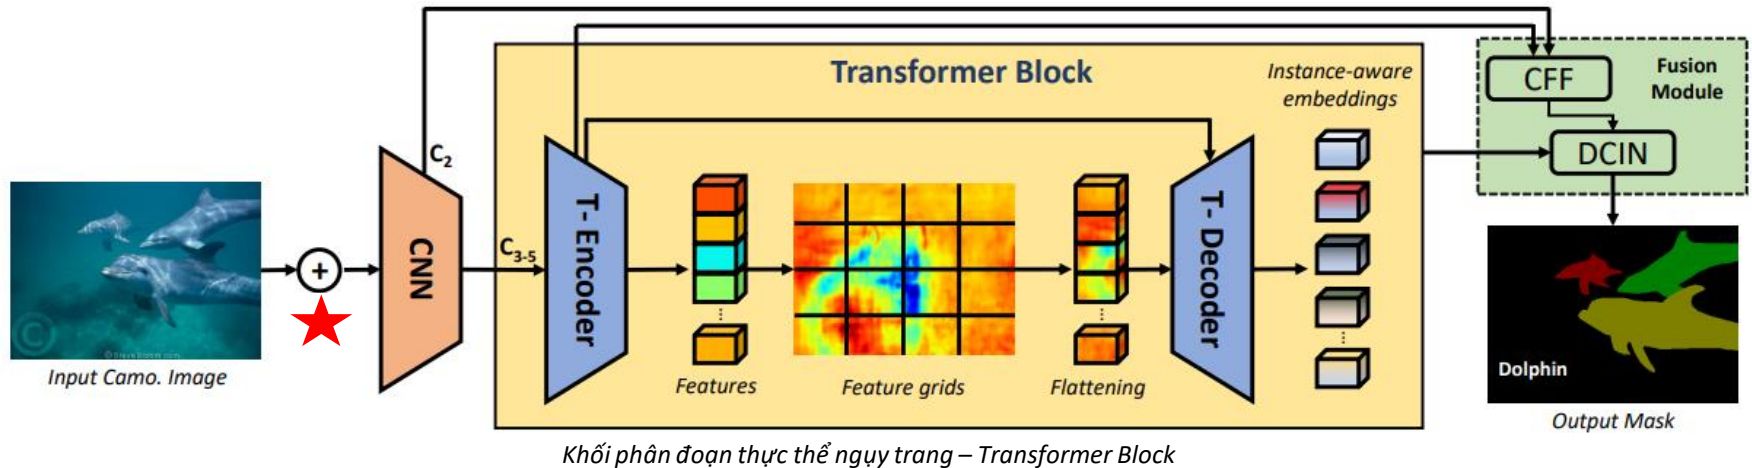 Transformer Block
Instance-aware
embeddings
CFF
Fusion
Module
DCIN
C2
CNN
C3-5
T- Encoder
T- Decoder
+
©
Input Camo. Image
Features
Feature grids
Flattening
Dolphin
Output Mask
Khối phân đoạn thực thể ngụy trang – Transformer Block